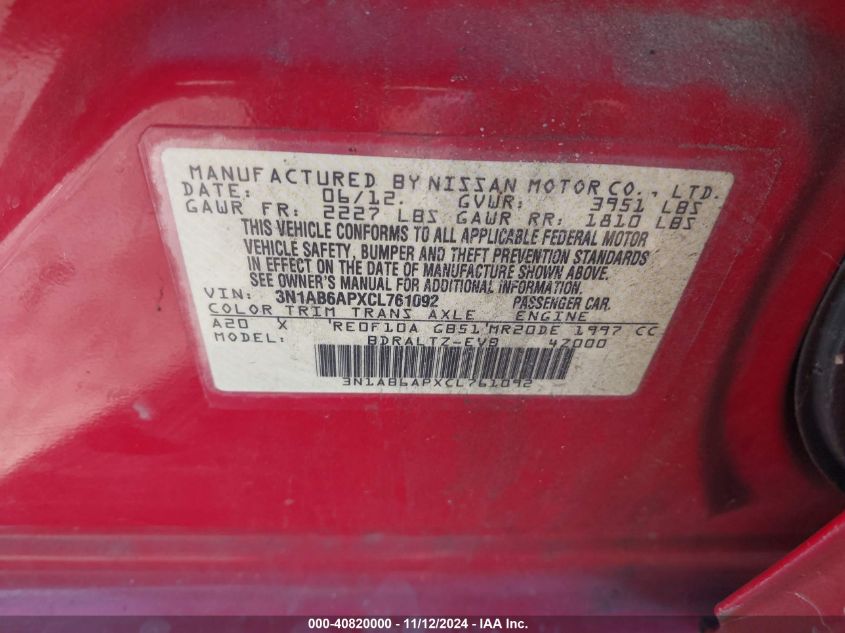 MANUFACTURED BY NISSAN MOTOR CO., LTD.
DATE: 06/12. GVWR: 3951 LBS
GAWR FR: 2227 LBS GAWR RR: 1810 LBS
THIS VEHICLE CONFORMS TO ALL APPLICABLE FEDERAL MOTOR
VEHICLE SAFETY, BUMPER AND THEFT PREVENTION STANDARDS
IN EFFECT ON THE DATE OF MANUFACTURE SHOWN ABOVE.
SEE OWNER'S MANUAL FOR ADDITIONAL INFORMATION.
VIN: 3N1AB6APXCL761092 PASSENGER CAR.
COLOR TRIM TRANS AXLE ENGINE
A20 X RE0F10A GB51 MR20DE 1997 CC
MODEL: BDRALTZ-EVB 4Z000
3N1AB6APXCL761092
000-40820000 - 11/12/2024 - IAA, Inc.